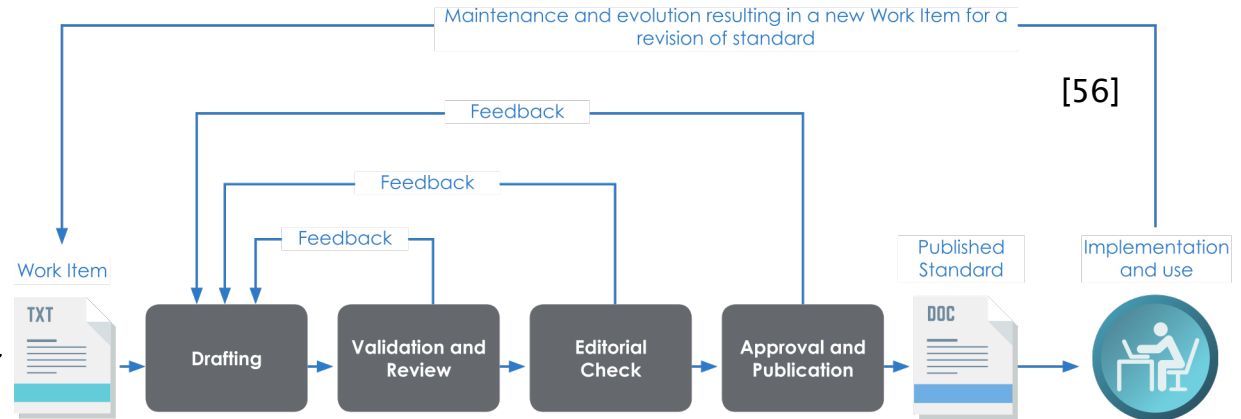 Maintenance and evolution resulting in a new Work Item for a
revision of standard
[56]
Feedback
Feedback
Feedback
Work Item
Published
Standard
Implementation
and use
TXT
Drafting
Validation and
Review
Editorial
Check
Approval and
Publication
DOC